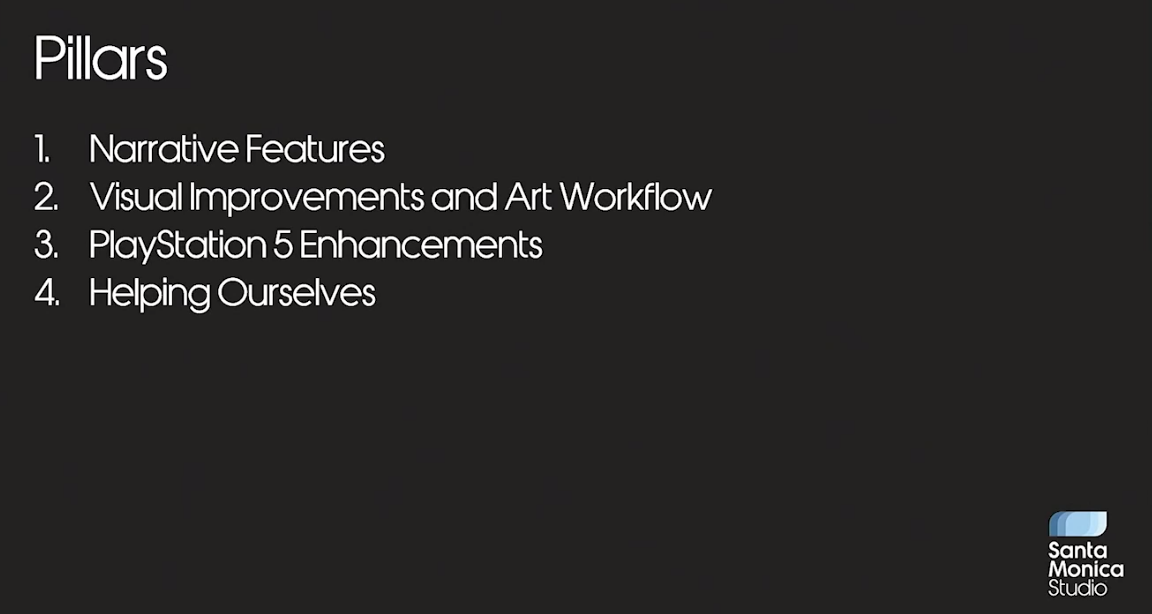 Pillars
1. Narrative Features
2. Visual Improvements and Art Workflow
3. PlayStation 5 Enhancements
4. Helping Ourselves
Santa
Monica
Studio